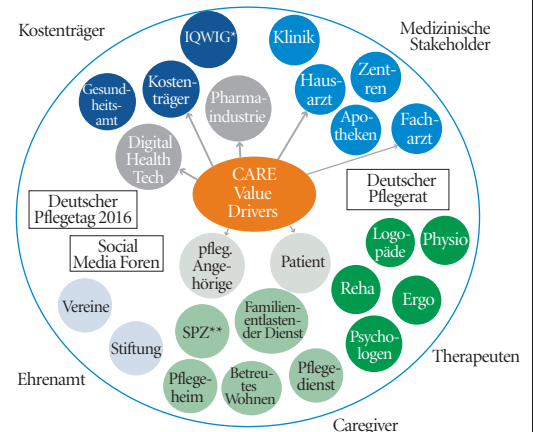 Kostenträger
Medizinische
Stakeholder
IQWIG*
Klinik
Gesund-
heits-
amt
Kosten-
träger
Pharma-
industrie
Haus-
arzt
Zent-
ren
Apo-
theken
Fach-
arzt
Digital
Health
Tech
CARE
Value
Drivers
Deutscher
Pflegetag 2016
Deutscher
Pflegerat
Social
Media Foren
pfleg.
Ange-
hörige
Patient
Logo-
päde
Physio
Reha
Ergo
Psycho-
logen
Vereine
Stiftung
SPZ**
Familien-
entlasten-
der Dienst
Pflege-
heim
Betreu-
tes
Wohnen
Pflege-
dienst
Therapeuten
Ehrenamt
Caregiver